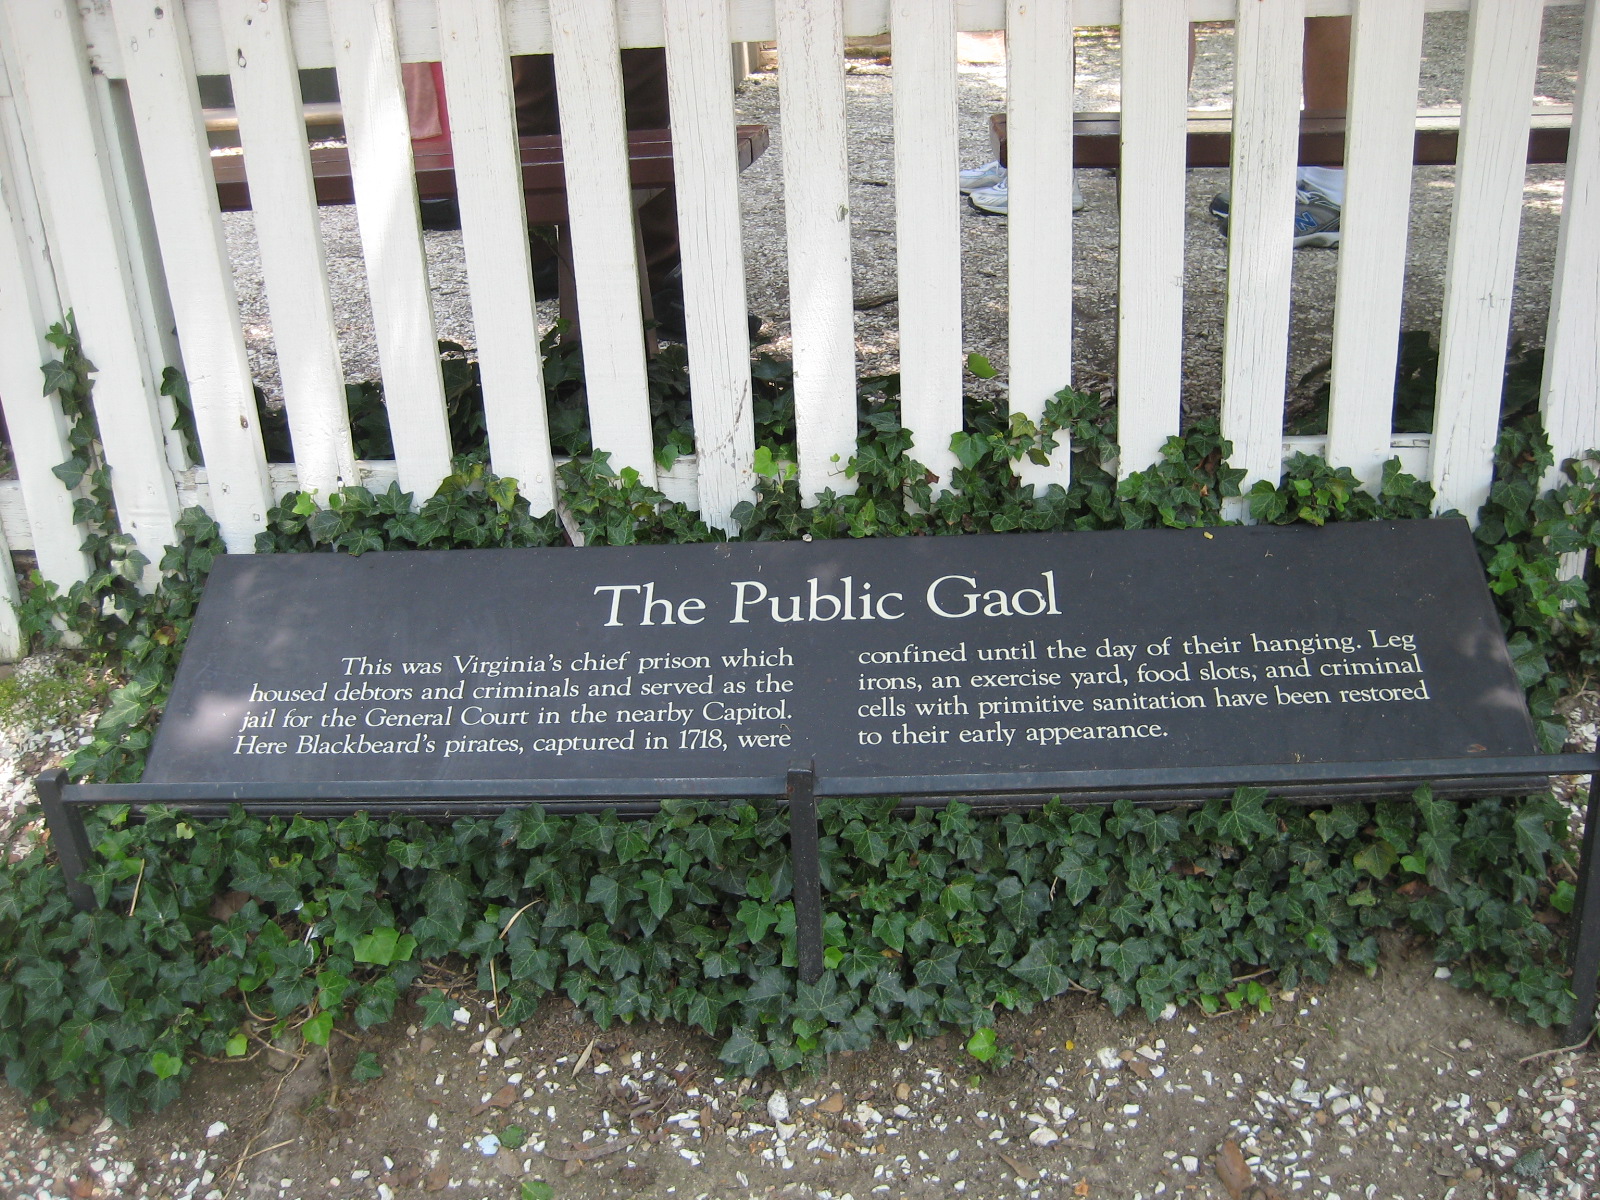 The Public Gaol
This was Virginia's chief prison which
housed debtors and criminals and served as the
jail for the General Court in the nearby Capitol.
Here Blackbeard's pirates, captured in 1718, were
confined until the day of their hanging. Leg
irons, an exercise yard, food slots, and criminal
cells with primitive sanitation have been restored
to their early appearance.